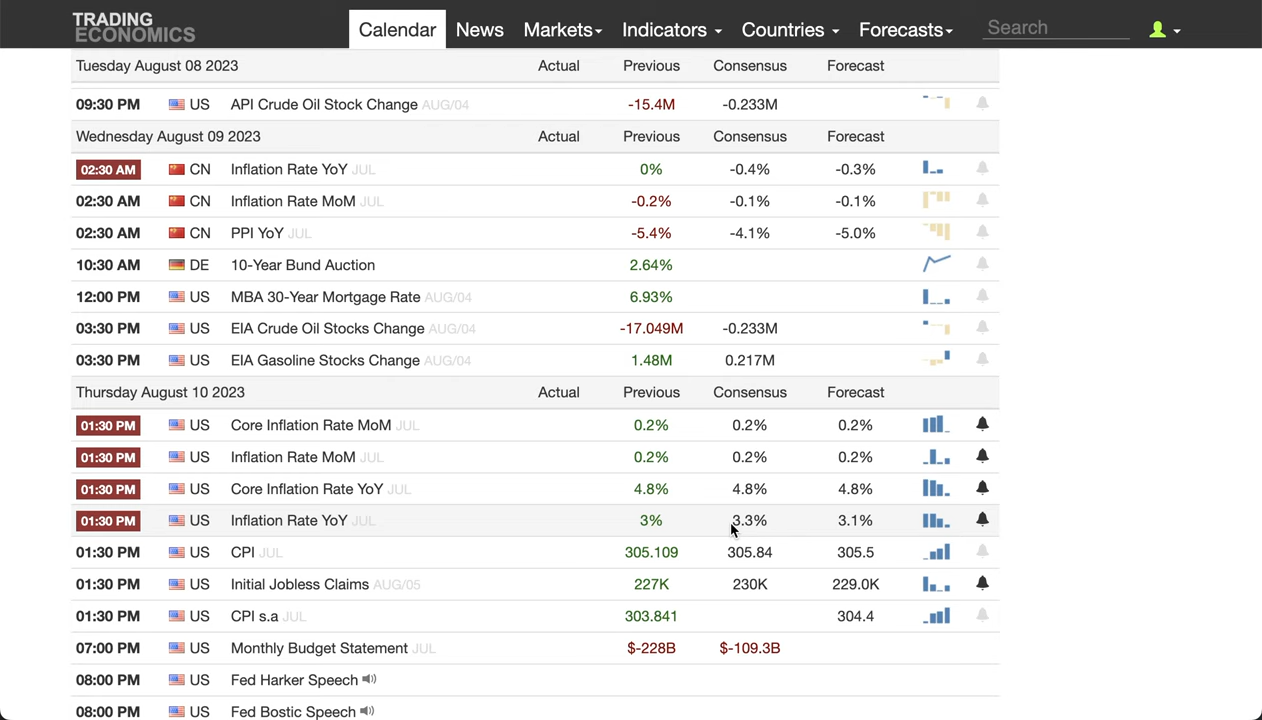 TRADING ECONOMICS Calendar News Markets Indicators Countries Forecasts Search
Tuesday August 08 2023 Actual Previous Consensus Forecast
09:30 PM US API Crude Oil Stock Change AUG/04 -15.4M -0.233M
Wednesday August 09 2023 Actual Previous Consensus Forecast
02:30 AM CN Inflation Rate YoY JUL 0% -0.4% -0.3%
02:30 AM CN Inflation Rate MoM JUL -0.2% -0.1% -0.1%
02:30 AM CN PPI YoY JUL -5.4% -4.1% -5.0%
10:30 AM DE 10-Year Bund Auction 2.64%
12:00 PM US MBA 30-Year Mortgage Rate AUG/04 6.93%
03:30 PM US EIA Crude Oil Stocks Change AUG/04 -17.049M -0.233M
03:30 PM US EIA Gasoline Stocks Change AUG/04 1.48M 0.217M
Thursday August 10 2023 Actual Previous Consensus Forecast
01:30 PM US Core Inflation Rate MoM JUL 0.2% 0.2% 0.2%
01:30 PM US Inflation Rate MoM JUL 0.2% 0.2% 0.2%
01:30 PM US Core Inflation Rate YoY JUL 4.8% 4.8% 4.8%
01:30 PM US Inflation Rate YoY JUL 3% 3.3% 3.1%
01:30 PM US CPI JUL 305.109 305.84 305.5
01:30 PM US Initial Jobless Claims AUG/05 227K 230K 229.0K
01:30 PM US CPI s.a JUL 303.841 304.4
07:00 PM US Monthly Budget Statement JUL $-228B $-109.3B
08:00 PM US Fed Harker Speech
08:00 PM US Fed Bostic Speech